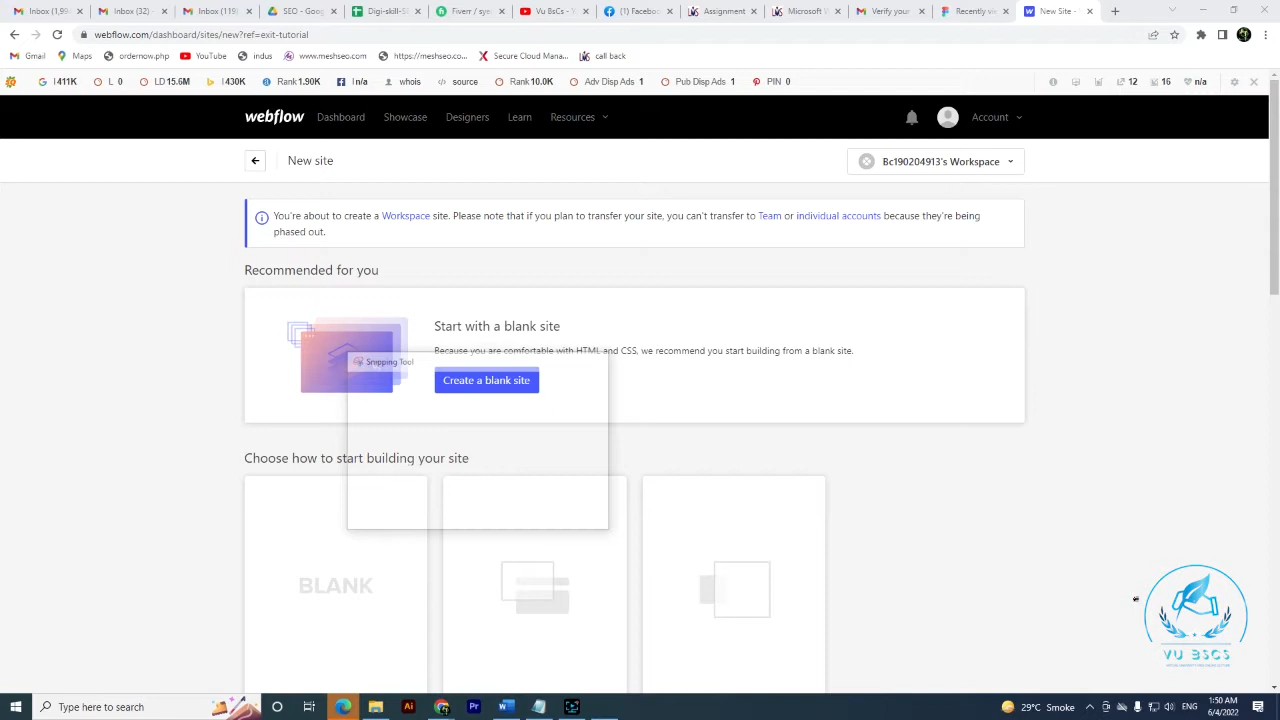 Inbox (1,99
Inbox (32) -
Inbox (119)
SEO - Goog
Digi-skill-Sl
Fiverr / sye
Vu BsCs - Y
(1) Facebo
Assignment
Microsoft W
Verify your
Recently vi
New Site -
webflow.com/dashboard/sites/new?ref=exit-tutorial
Gmail
Maps
ordernow.php
YouTube
indus
www.meshseo.com
https://meshseo.co...
Secure Cloud Mana...
call back
I 411K
L 0
LD 15.6M
I 430K
Rank 1.90K
I n/a
whois
source
Rank 10.0K
Adv Disp Ads 1
Pub Disp Ads 1
PIN 0
12
16
n/a
webflow
Dashboard
Showcase
Designers
Learn
Resources
Account
New site
Bc190204913's Workspace
You're about to create a Workspace site. Please note that if you plan to transfer your site, you can't transfer to Team or individual accounts because they're being
phased out.
Recommended for you
Start with a blank site
Because you are comfortable with HTML and CSS, we recommend you start building from a blank site.
Snipping Tool
Create a blank site
Choose how to start building your site
BLANK
VU BSCS
Type here to search
Ai
Pr
29°C Smoke
1:50 AM
6/4/2022